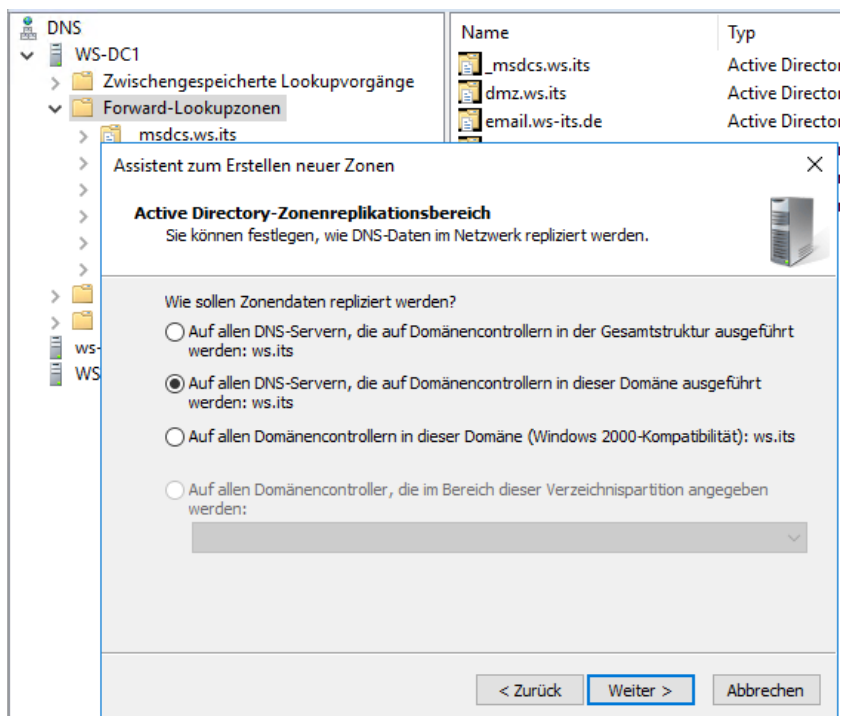 DNS
WS-DC1
Zwischengespeicherte Lookupvorgänge
Forward-Lookupzonen
msdcs.ws.its
ws-
WS
Name Typ
_msdcs.ws.its Active Director
dmz.ws.its Active Director
email.ws-its.de Active Director
Assistent zum Erstellen neuer Zonen
Active Directory-Zonenreplikationsbereich
Sie können festlegen, wie DNS-Daten im Netzwerk repliziert werden.
Wie sollen Zonendaten repliziert werden?
Auf allen DNS-Servern, die auf Domänencontrollern in der Gesamtstruktur ausgeführt
werden: ws.its
Auf allen DNS-Servern, die auf Domänencontrollern in dieser Domäne ausgeführt
werden: ws.its
Auf allen Domänencontrollern in dieser Domäne (Windows 2000-Kompatibilität): ws.its
Auf allen Domänencontroller, die im Bereich dieser Verzeichnispartition angegeben
werden:
< Zurück Weiter > Abbrechen